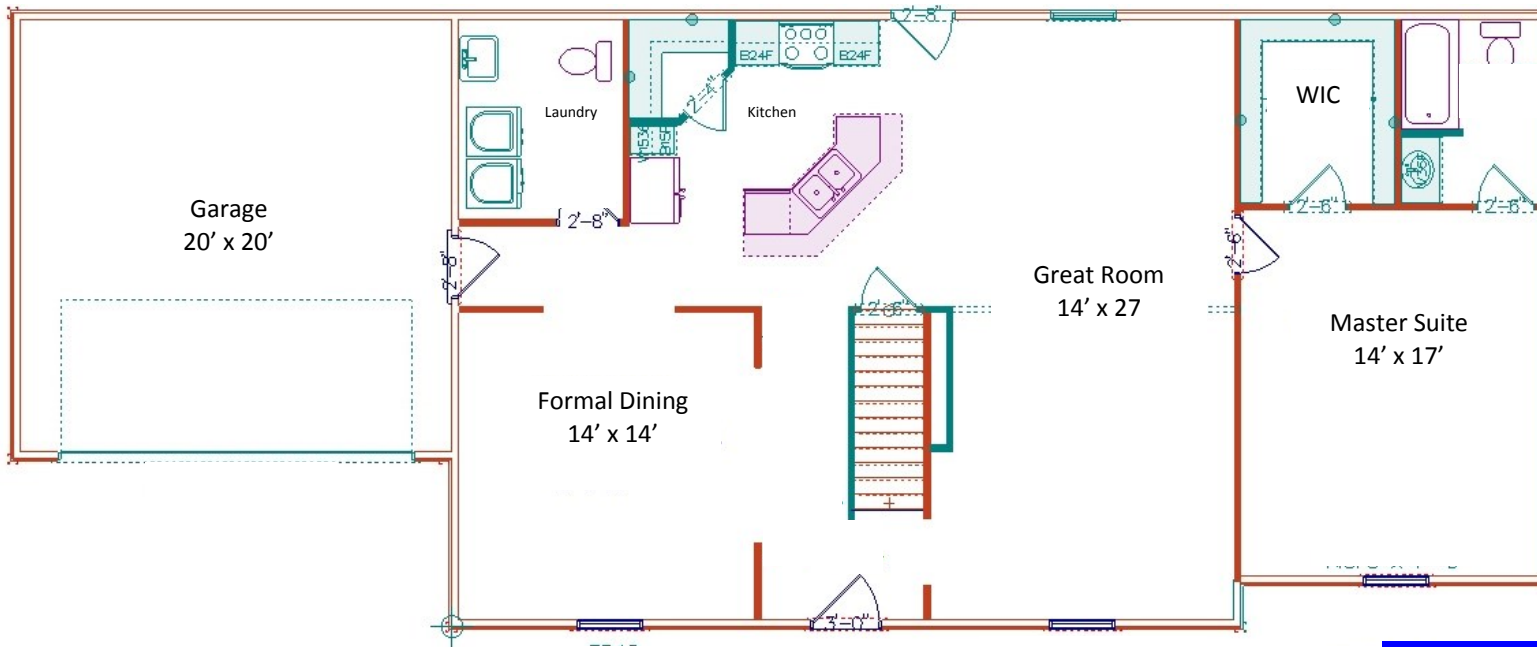 2'-8"
B24F
B24F
2'-4"
Laundry
Kitchen
WIC
B15F
Garage
20' x 20'
2'-8"
2'-6"
2'-6"
2'-6"
2'-8"
Great Room
14' x 27
2'-6"
Master Suite
14' x 17'
Formal Dining
14' x 14'
3'-0"